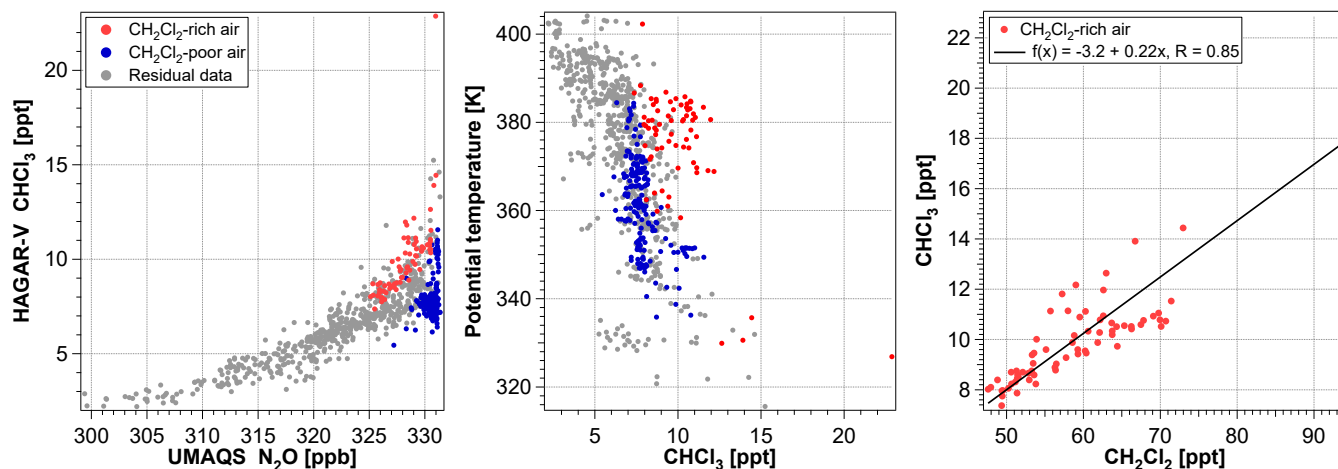 HAGAR-V CHCl3 [ppt]
20
15
10
5
CH2Cl2-rich air
CH2Cl2-poor air
Residual data
300 305 310 315 320 325 330
UMAQS N2O [ppb]
Potential temperature [K]
400
380
360
340
320
5 10 15 20
CHCl3 [ppt]
CHCl3 [ppt]
22
20
18
16
14
12
10
8
CH2Cl2-rich air
f(x) = -3.2 + 0.22x, R = 0.85
50 60 70 80 90
CH2Cl2 [ppt]